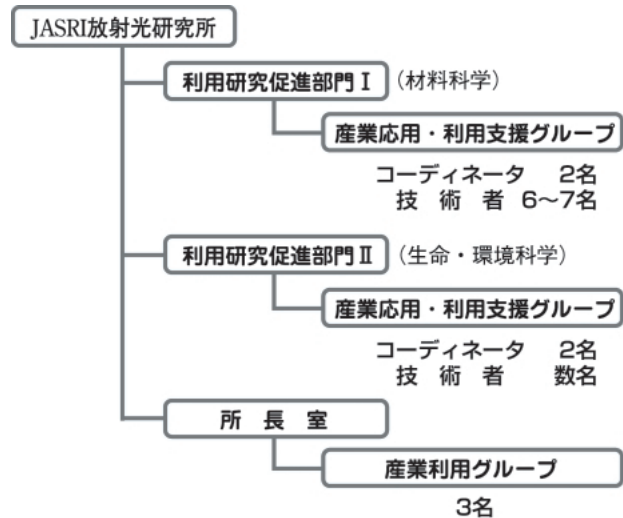 JASRI放射光研究所
利用研究促進部門Ⅰ（材料科学）
産業応用・利用支援グループ
コーディネータ 2名
技術者 6〜7名
利用研究促進部門Ⅱ（生命・環境科学）
産業応用・利用支援グループ
コーディネータ 2名
技術者 数名
所長室
産業利用グループ
3名